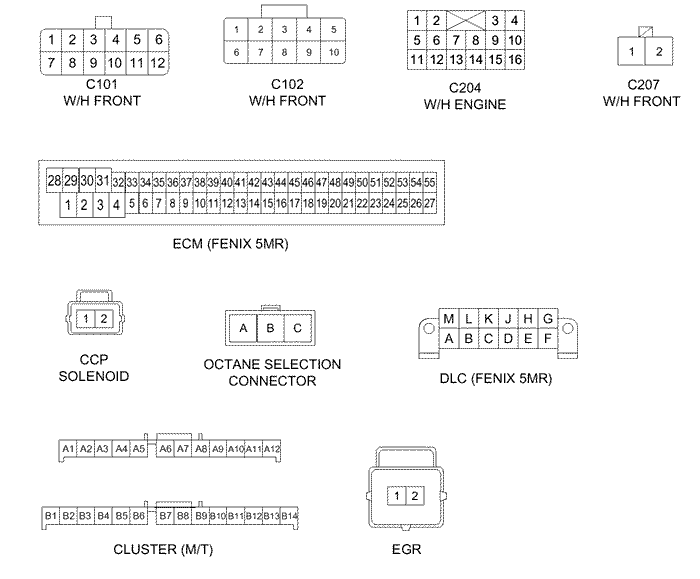 1 2 3 4 5 6
7 8 9 10 11 12
C101
W/H FRONT
1 2 3 4 5
6 7 8 9 10
C102
W/H FRONT
1 2 3 4
5 6 7 8 9 10
11 12 13 14 15 16
C204
W/H ENGINE
1 2
C207
W/H FRONT
28 29 30 31 32 33 34 35 36 37 38 39 40 41 42 43 44 45 46 47 48 49 50 51 52 53 54 55
1 2 3 4 5 6 7 8 9 10 11 12 13 14 15 16 17 18 19 20 21 22 23 24 25 26 27
ECM (FENIX 5MR)
1 2
CCP
SOLENOID
A B C
OCTANE SELECTION
CONNECTOR
M L K J H G
A B C D E F
DLC (FENIX 5MR)
A1 A2 A3 A4 A5 A6 A7 A8 A9 A10 A11 A12
B1 B2 B3 B4 B5 B6 B7 B8 B9 B10 B11 B12 B13 B14
CLUSTER (M/T)
1 2
EGR